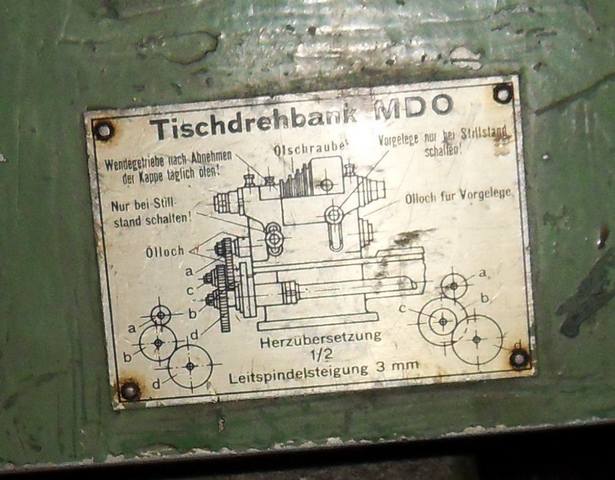 Tischdrehbank MDO
Wendegetriebe nach Abnehmen
der Kappe täglich ölen!
Ölschraube
Vorgelege nur bei Stillstand
schalten!
Nur bei Still-
stand schalten!
Ölloch für Vorgelege
Ölloch
a
c
b
d
a
b
d
a
b
c
d
Herzübersetzung
1/2
Leitspindelsteigung 3 mm